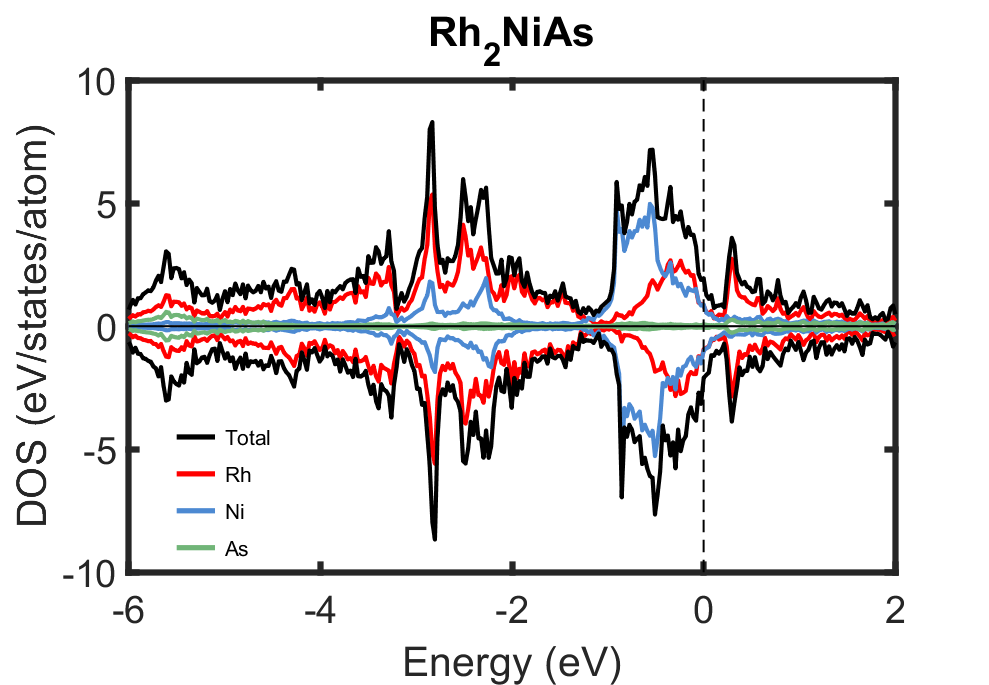 Rh2NiAs
10
5
0
-5
-10
DOS (eV/states/atom)
Total
Rh
Ni
As
-6 -4 -2 0 2
Energy (eV)